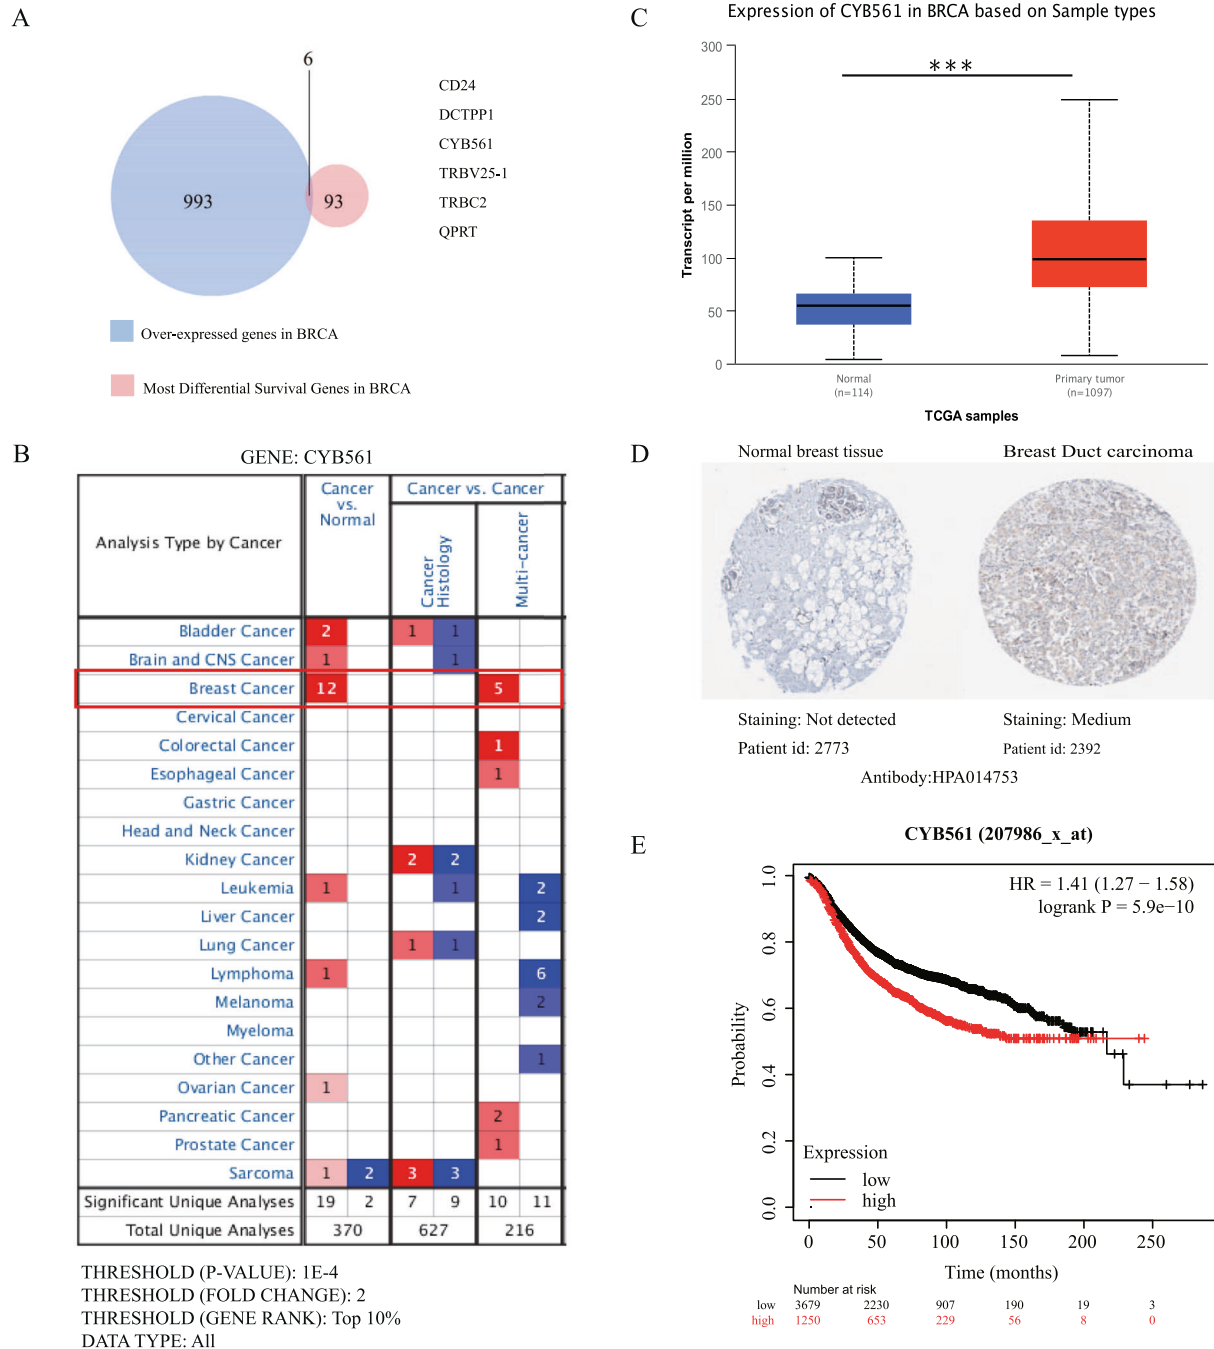 A
6
993
93
CD24
DCTPP1
CYB561
TRBV25-1
TRBC2
QPRT
Over-expressed genes in BRCA
Most Differential Survival Genes in BRCA
B
GENE: CYB561
Analysis Type by Cancer
Cancer
vs.
Normal
Cancer vs. Cancer
Cancer
Histology
Multi-cancer
Bladder Cancer 2 1 1
Brain and CNS Cancer 1 1
Breast Cancer 12 5
Cervical Cancer
Colorectal Cancer 1
Esophageal Cancer 1
Gastric Cancer
Head and Neck Cancer
Kidney Cancer 2 2
Leukemia 1 1 2
Liver Cancer 2
Lung Cancer 1 1
Lymphoma 1 6
Melanoma 2
Myeloma
Other Cancer 1
Ovarian Cancer 1
Pancreatic Cancer 2
Prostate Cancer 1
Sarcoma 1 2 3 3
Significant Unique Analyses 19 2 7 9 10 11
Total Unique Analyses 370 627 216
THRESHOLD (P-VALUE): 1E-4
THRESHOLD (FOLD CHANGE): 2
THRESHOLD (GENE RANK): Top 10%
DATA TYPE: All
C
Expression of CYB561 in BRCA based on Sample types
***
Transcript per million
300
250
200
150
100
50
0
Normal
(n=114)
Primary tumor
(n=1097)
TCGA samples
D
Normal breast tissue
Breast Duct carcinoma
Staining: Not detected
Staining: Medium
Patient id: 2773
Patient id: 2392
Antibody:HPA014753
E
CYB561 (207986_x_at)
HR = 1.41 (1.27 − 1.58)
logrank P = 5.9e−10
Probability
1.0
0.8
0.6
0.4
0.2
0.0
Expression
low
high
0 50 100 150 200 250
Time (months)
Number at risk
low 3679 2230 907 190 19 3
high 1250 653 229 56 8 0